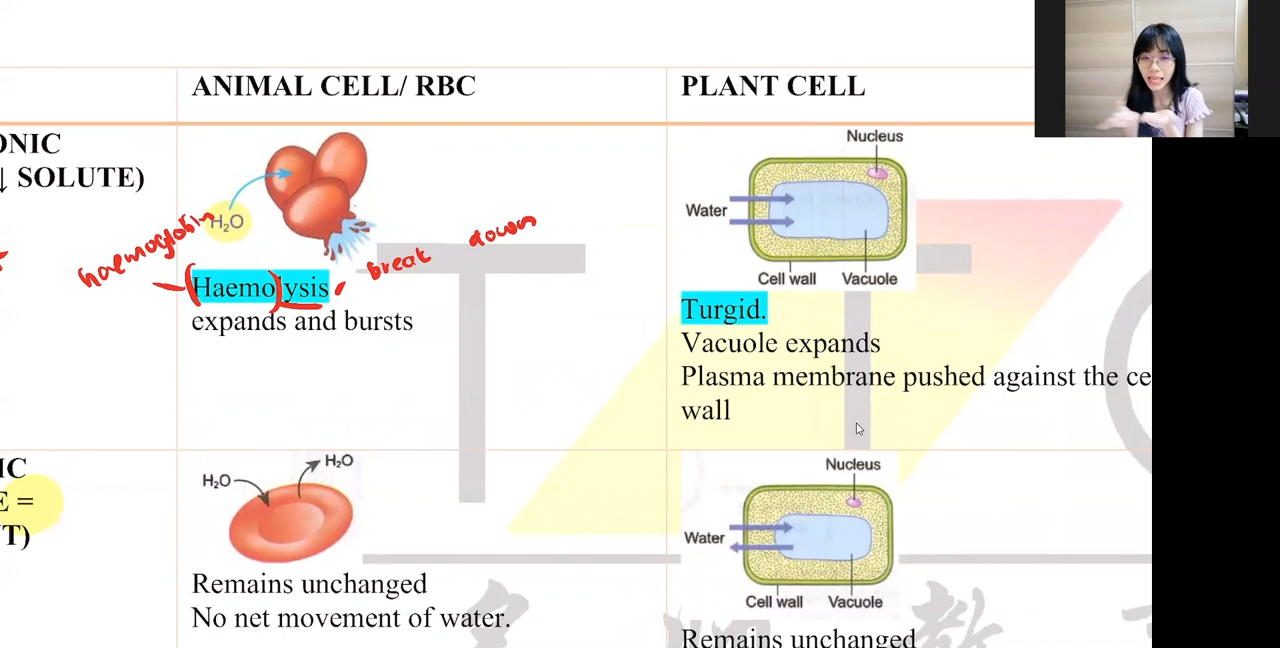 ANIMAL CELL/ RBC
PLANT CELL
ONIC
↓ SOLUTE)
H₂O
haemoglobin
break down
Haemolysis
expands and bursts
Nucleus
Water
Cell wall
Vacuole
Turgid.
Vacuole expands
Plasma membrane pushed against the ce
wall
IC
E =
T)
H₂O
H₂O
Remains unchanged
No net movement of water.
Nucleus
Water
Cell wall
Vacuole
Remains unchanged